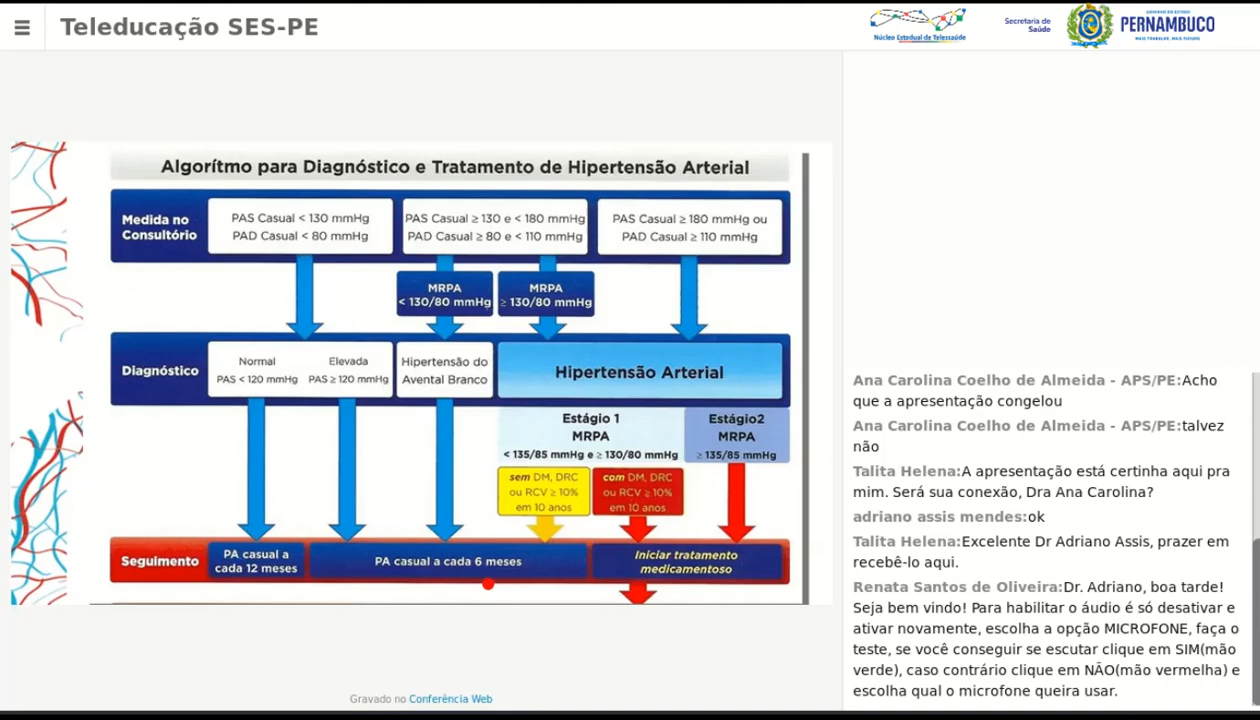 Teleducação SES-PE
Núcleo Estadual de Telessaúde
Secretaria de
Saúde
GOVERNO DO ESTADO
PERNAMBUCO
MAIS TRABALHO, MAIS FUTURO
Algorítmo para Diagnóstico e Tratamento de Hipertensão Arterial
Medida no
Consultório
PAS Casual < 130 mmHg
PAD Casual < 80 mmHg
PAS Casual ≥ 130 e < 180 mmHg
PAD Casual ≥ 80 e < 110 mmHg
PAS Casual ≥ 180 mmHg ou
PAD Casual ≥ 110 mmHg
MRPA
< 130/80 mmHg
MRPA
≥ 130/80 mmHg
Diagnóstico
Normal
PAS < 120 mmHg
Elevada
PAS ≥ 120 mmHg
Hipertensão do
Avental Branco
Hipertensão Arterial
Estágio 1
MRPA
< 135/85 mmHg e ≥ 130/80 mmHg
Estágio2
MRPA
≥ 135/85 mmHg
sem DM, DRC
ou RCV ≥ 10%
em 10 anos
com DM, DRC
ou RCV ≥ 10%
em 10 anos
Seguimento
PA casual a
cada 12 meses
PA casual a cada 6 meses
Iniciar tratamento
medicamentoso
Gravado no Conferência Web
Ana Carolina Coelho de Almeida - APS/PE:Acho
que a apresentação congelou
Ana Carolina Coelho de Almeida - APS/PE:talvez
não
Talita Helena:A apresentação está certinha aqui pra
mim. Será sua conexão, Dra Ana Carolina?
adriano assis mendes:ok
Talita Helena:Excelente Dr Adriano Assis, prazer em
recebê-lo aqui.
Renata Santos de Oliveira:Dr. Adriano, boa tarde!
Seja bem vindo! Para habilitar o áudio é só desativar e
ativar novamente, escolha a opção MICROFONE, faça o
teste, se você conseguir se escutar clique em SIM(mão
verde), caso contrário clique em NÃO(mão vermelha) e
escolha qual o microfone queira usar.